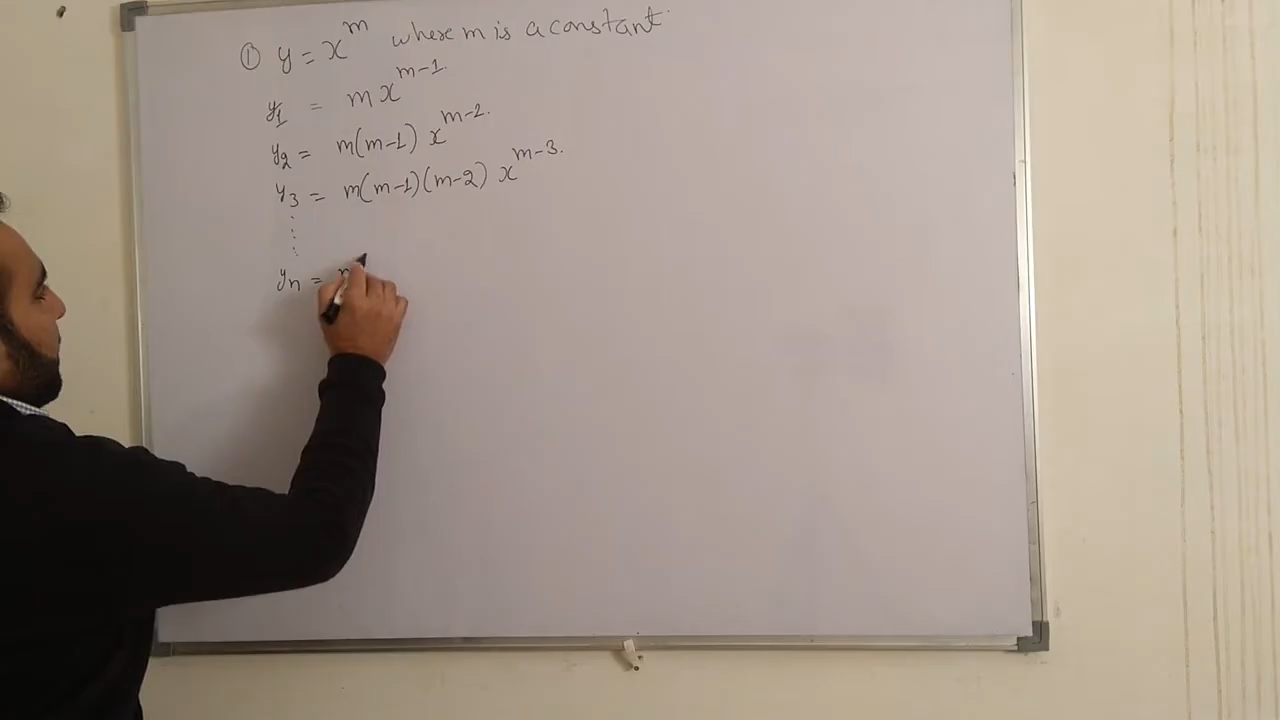 ① y = x^m where m is a constant.
y₁ = m x^{m-1}.
y₂ = m(m-1) x^{m-2}.
y₃ = m(m-1)(m-2) x^{m-3}.
⋮
yₙ =